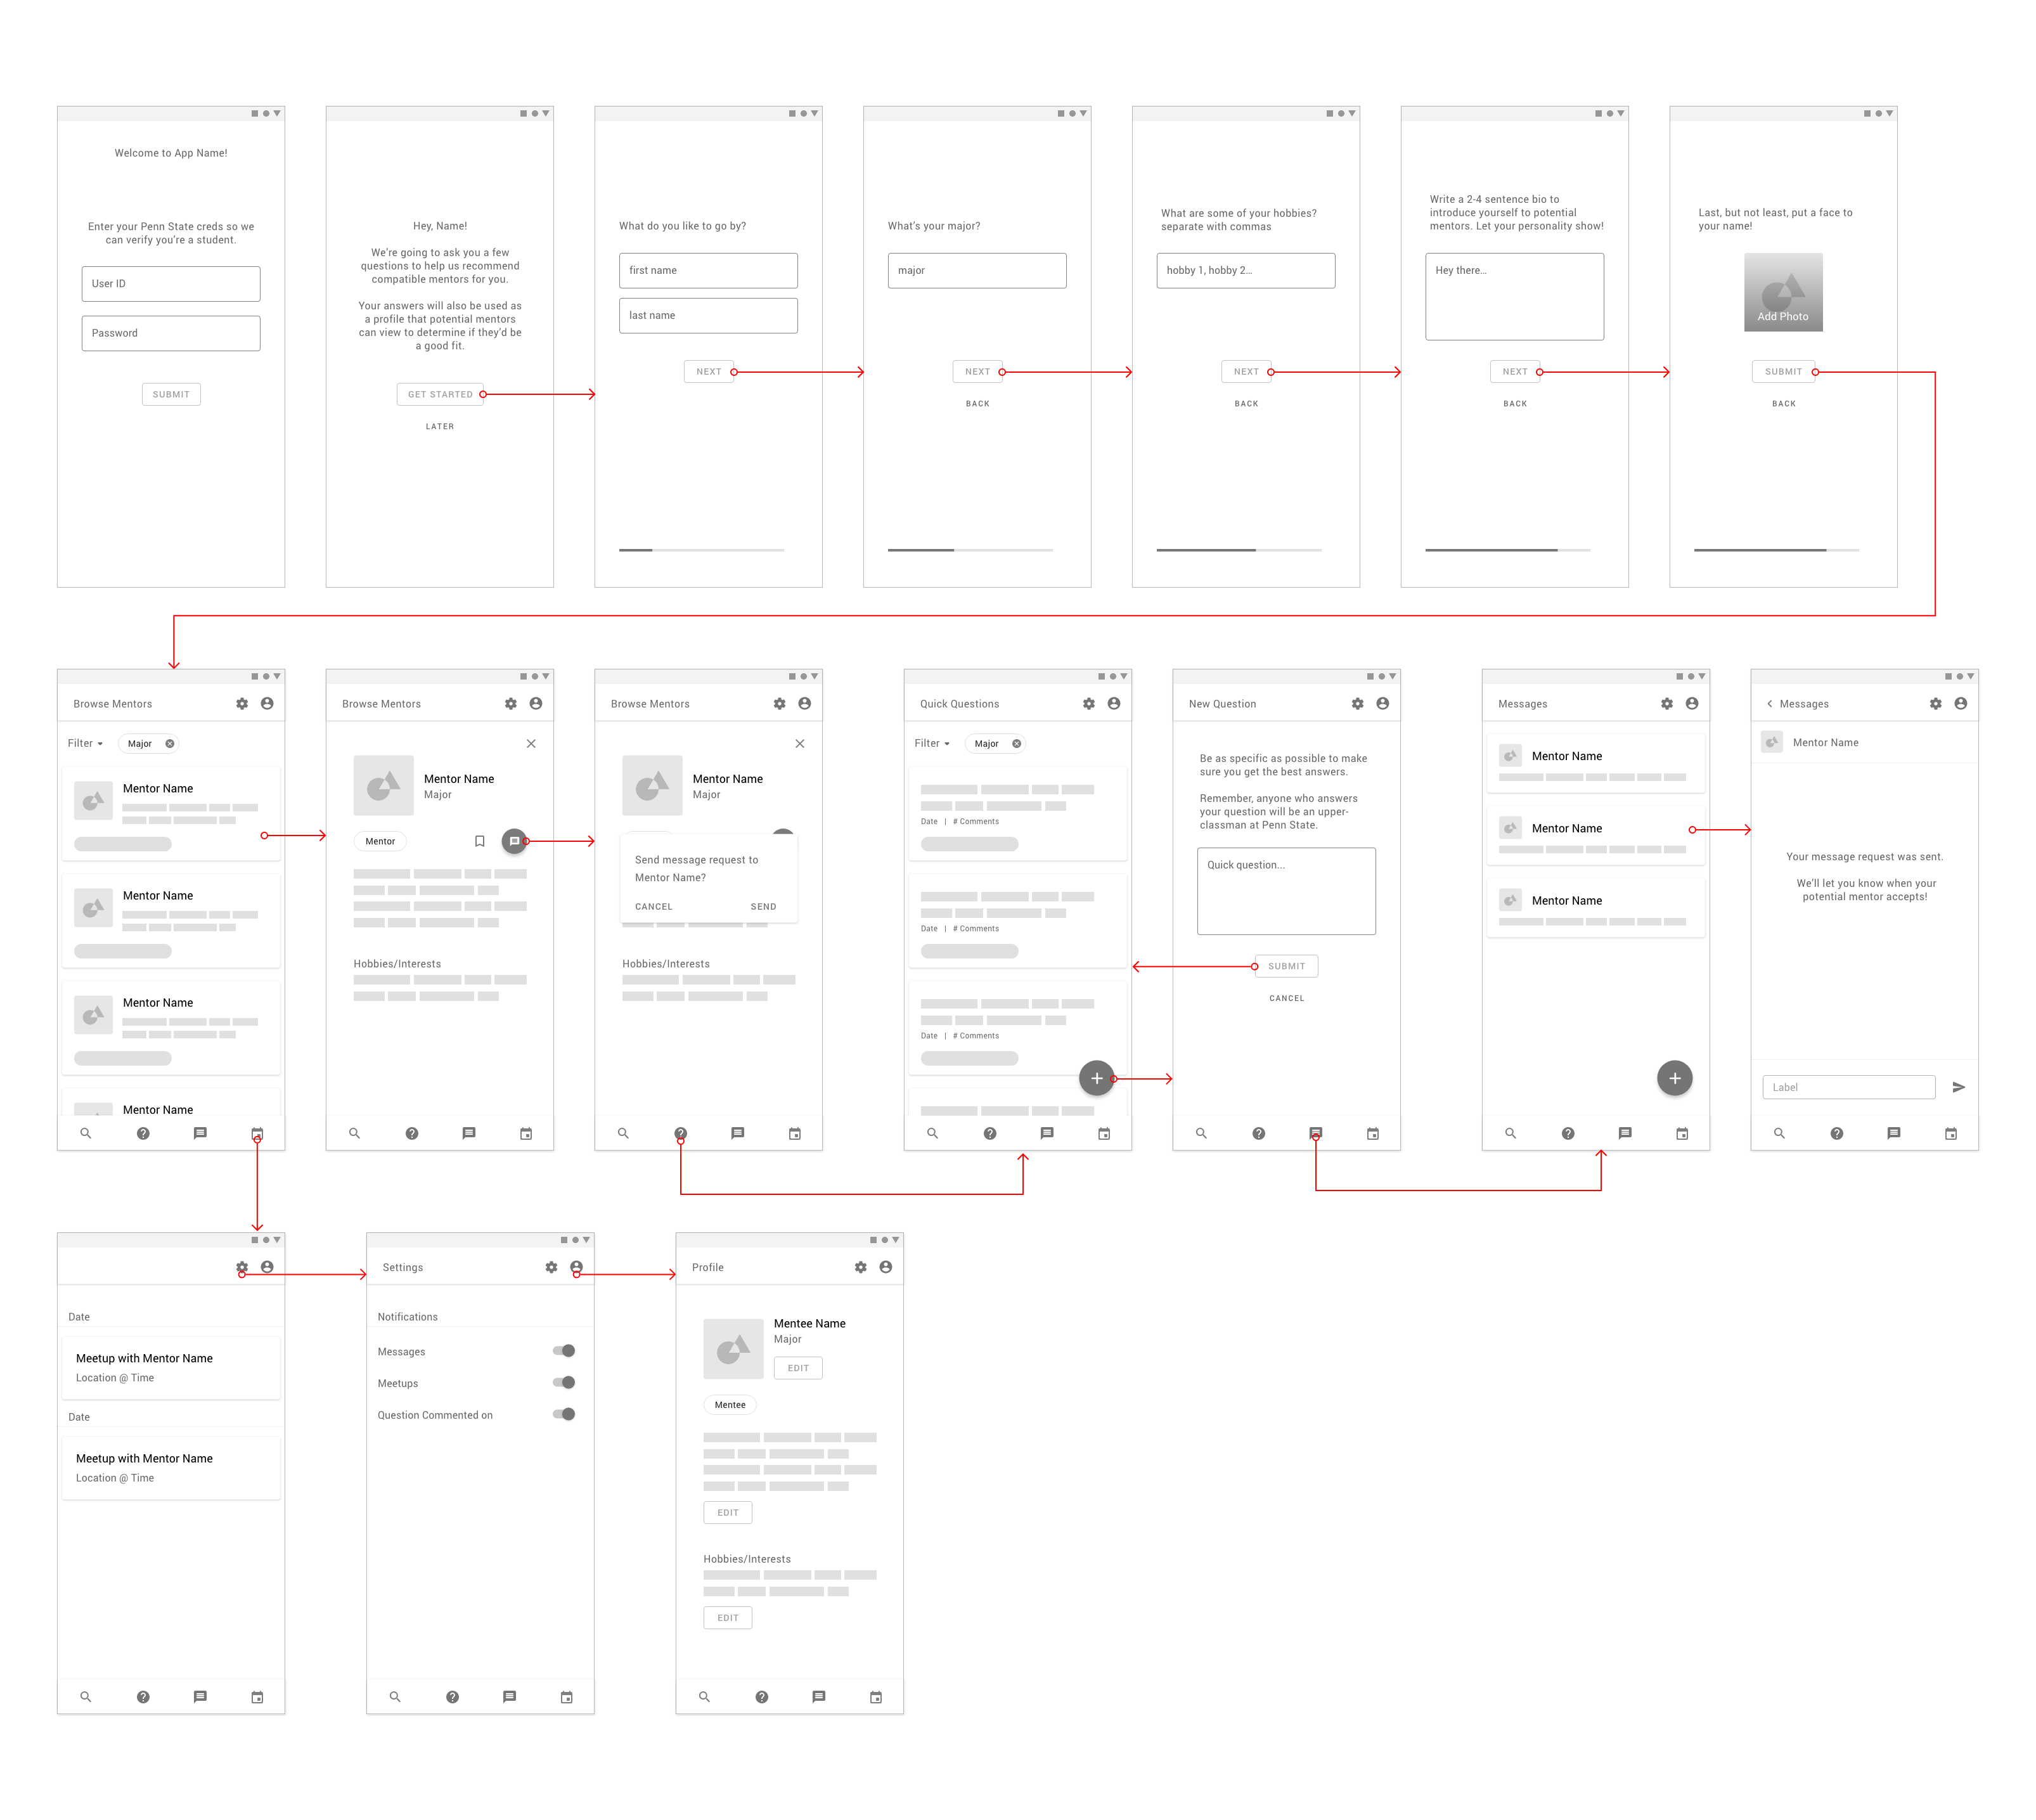 Welcome to App Name!
Enter your Penn State creds so we
can verify you're a student.
User ID
Password
SUBMIT
Hey, Name!
We're going to ask you a few
questions to help us recommend
compatible mentors for you.
Your answers will also be used as
a profile that potential mentors
can view to determine if they'd be
a good fit.
GET STARTED
LATER
What do you like to go by?
first name
last name
NEXT
What's your major?
major
NEXT
BACK
What are some of your hobbies?
separate with commas
hobby 1, hobby 2...
NEXT
BACK
Write a 2-4 sentence bio to
introduce yourself to potential
mentors. Let your personality show!
Hey there...
NEXT
BACK
Last, but not least, put a face to
your name!
Add Photo
SUBMIT
BACK
Browse Mentors
Filter
Major
Mentor Name
Mentor Name
Mentor Name
Mentor Name
Browse Mentors
Mentor Name
Major
Mentor
Hobbies/Interests
Browse Mentors
Mentor Name
Major
Send message request to
Mentor Name?
CANCEL SEND
Hobbies/Interests
Quick Questions
Filter
Major
Date | # Comments
Date | # Comments
Date | # Comments
New Question
Be as specific as possible to make
sure you get the best answers.
Remember, anyone who answers
your question will be an upper-
classman at Penn State.
Quick question...
SUBMIT
CANCEL
Messages
Mentor Name
Mentor Name
Mentor Name
Messages
Mentor Name
Your message request was sent.
We'll let you know when your
potential mentor accepts!
Label
Date
Meetup with Mentor Name
Location @ Time
Date
Meetup with Mentor Name
Location @ Time
Settings
Notifications
Messages
Meetups
Question Commented on
Profile
Mentee Name
Major
EDIT
Mentee
EDIT
Hobbies/Interests
EDIT